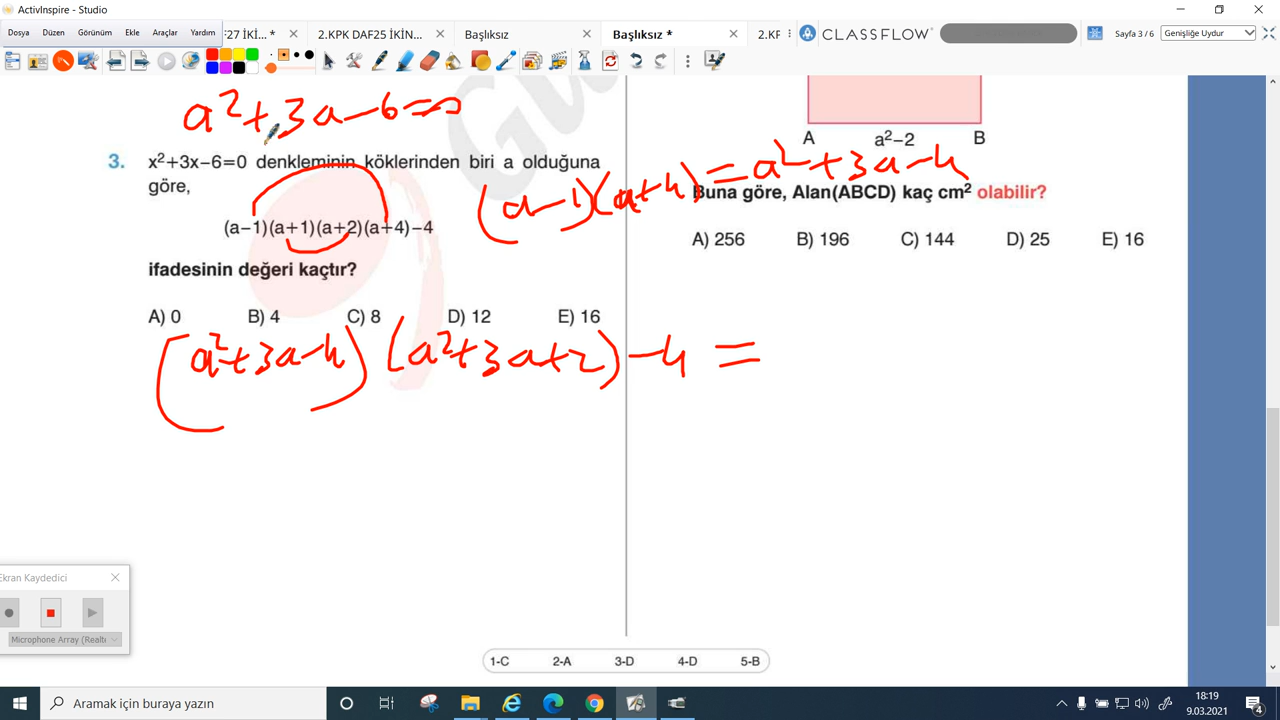 ActivInspire - Studio
Dosya Düzen Görünüm Ekle Araçlar Yardım
F27 İKİ... *
2.KPK DAF25 İKİN...
Başlıksız
Başlıksız *
2.KP
CLASSFLOW
Sayfa 3 / 6
Genişliğe Uydur
a²+3a-6=0
3. x²+3x-6=0 denkleminin köklerinden biri a olduğuna
göre,
(a-1)(a+1)(a+2)(a+4)-4
ifadesinin değeri kaçtır?
A) 0 B) 4 C) 8 D) 12 E) 16
(a-1)(a+4)=a²+3a-4
(a²+3a-4)(a²+3a+2)-4=
A a²-2 B
Buna göre, Alan(ABCD) kaç cm² olabilir?
A) 256 B) 196 C) 144 D) 25 E) 16
Ekran Kaydedici
Microphone Array (Realt
1-C 2-A 3-D 4-D 5-B
Aramak için buraya yazın
18:19
9.03.2021
4